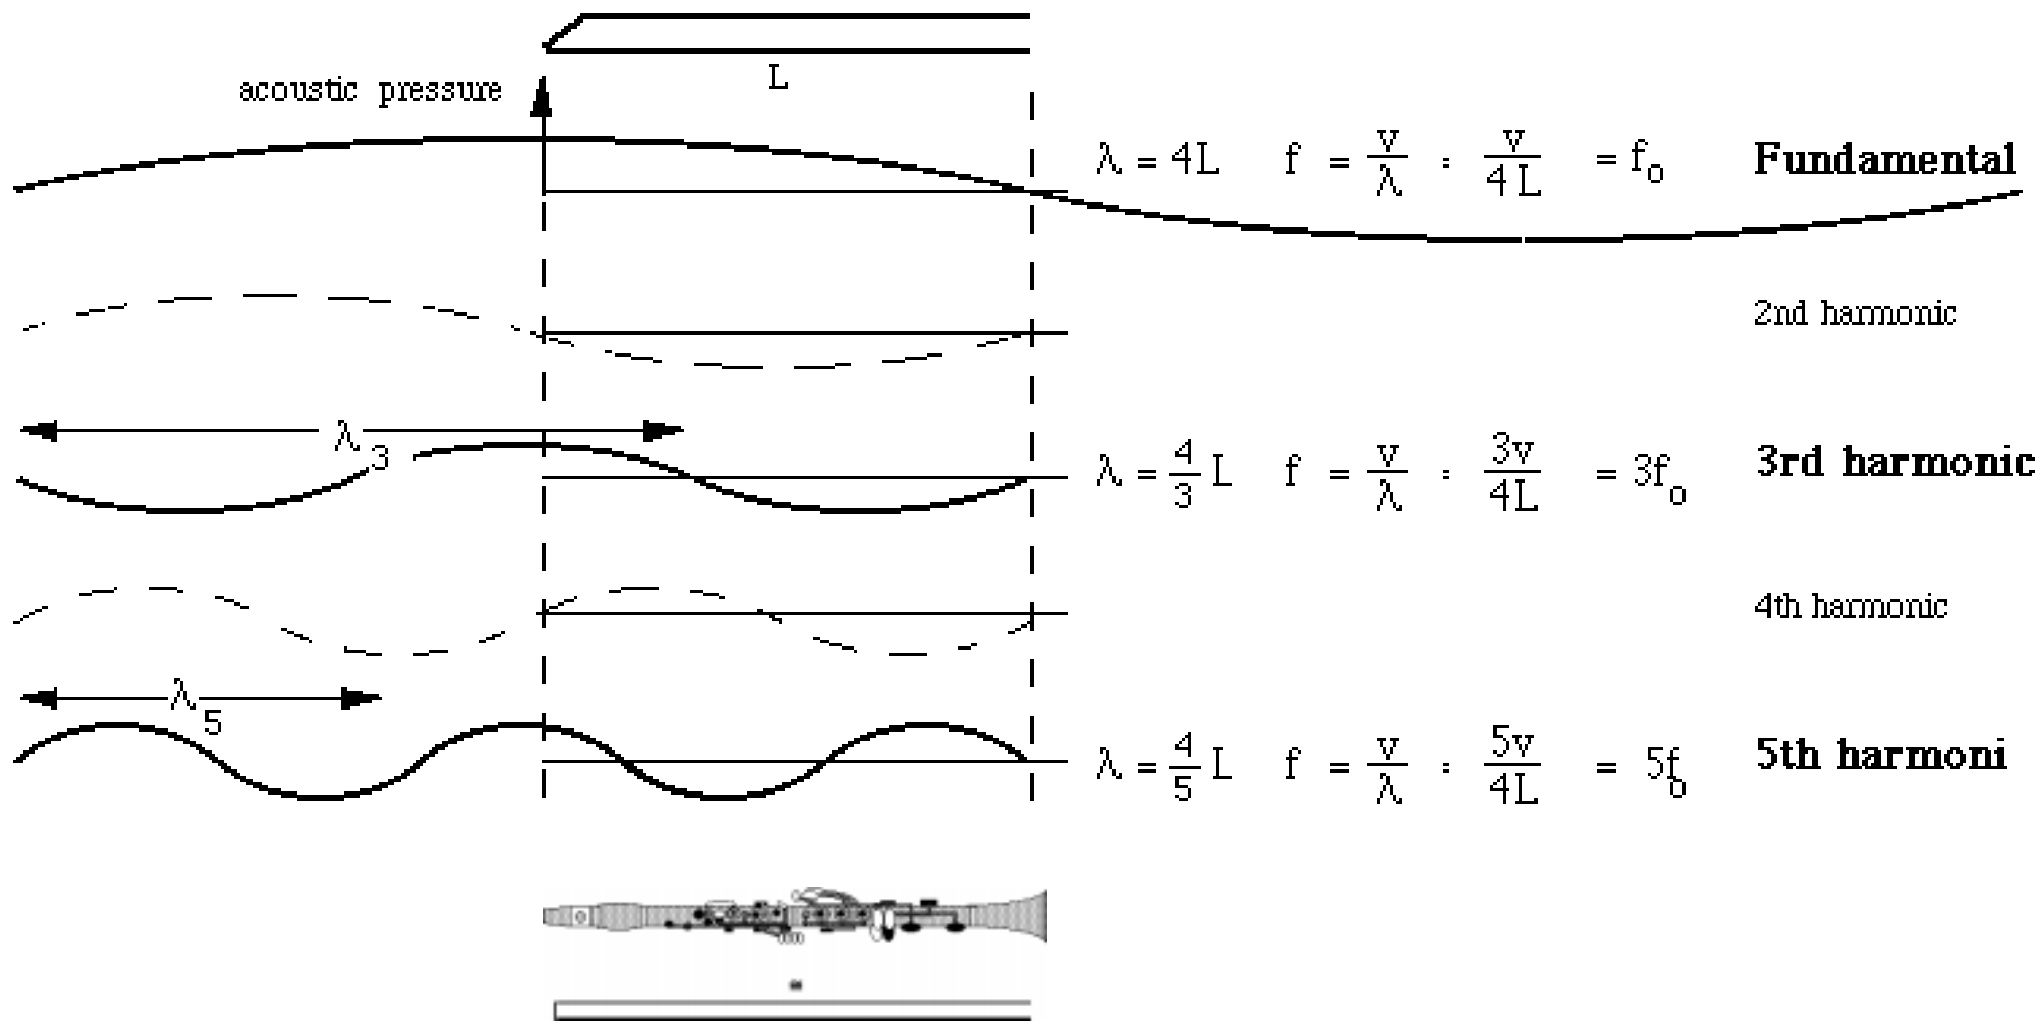 L
acoustic pressure
λ = 4L f = v/λ : v/4L = f₀ Fundamental
2nd harmonic
λ₃
λ = 4/3 L f = v/λ : 3v/4L = 3f₀ 3rd harmonic
4th harmonic
λ₅
λ = 4/5 L f = v/λ : 5v/4L = 5f₀ 5th harmoni